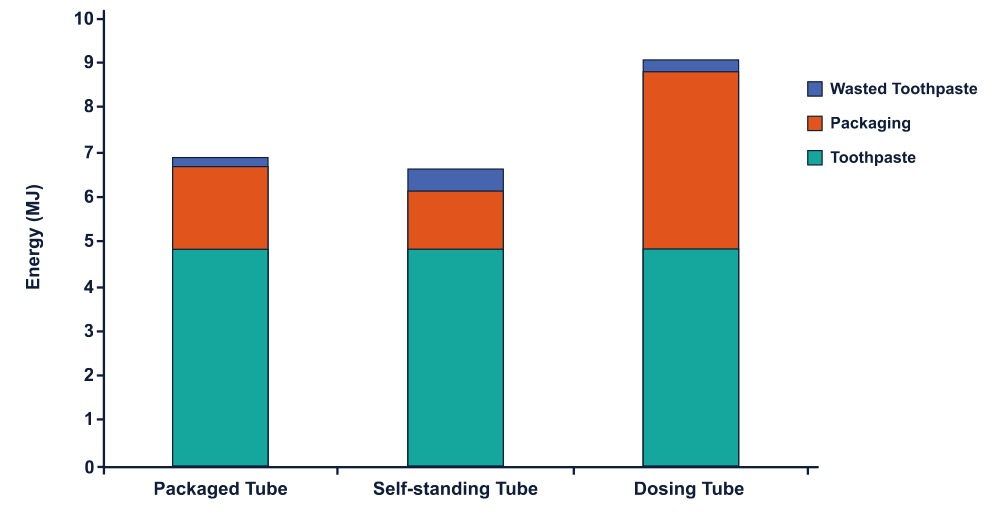 10
9
8
7
6
5
4
3
2
1
0
Energy (MJ)
Packaged Tube
Self-standing Tube
Dosing Tube
Wasted Toothpaste
Packaging
Toothpaste